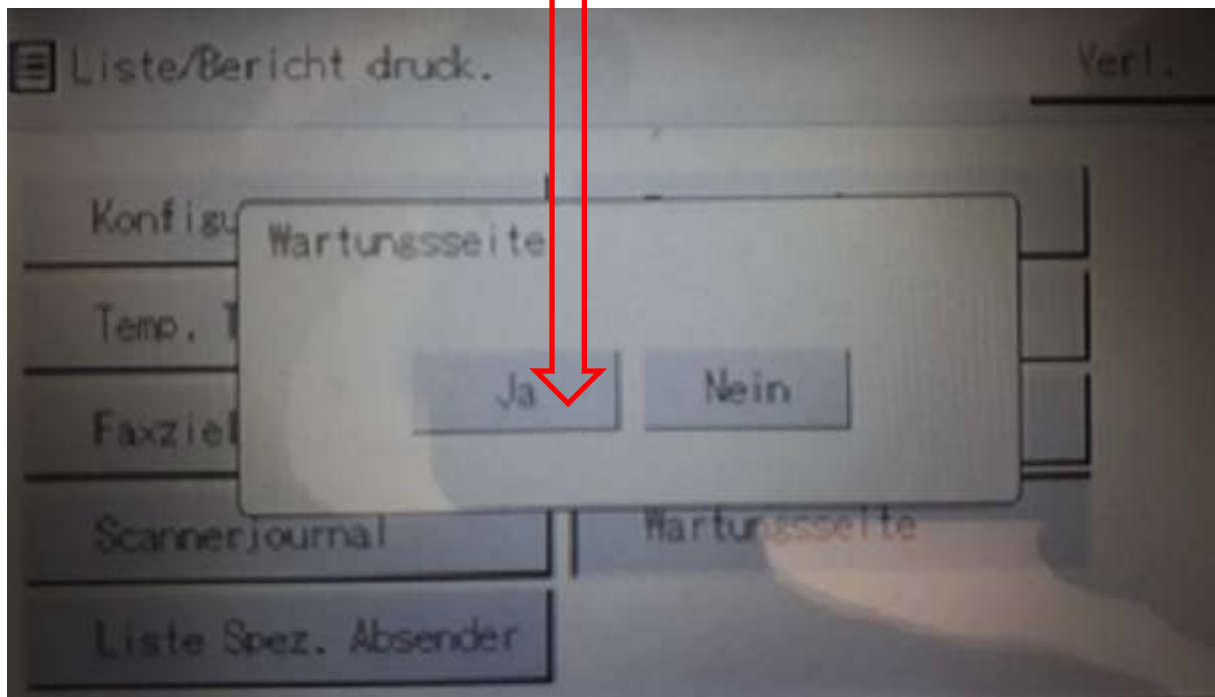 Liste/Bericht druck.
Verl.
Konfigu
Wartungsseite
Temp. T
Ja
Nein
Faxziel
Scannerjournal
Wartungsseite
Liste Spez. Absender